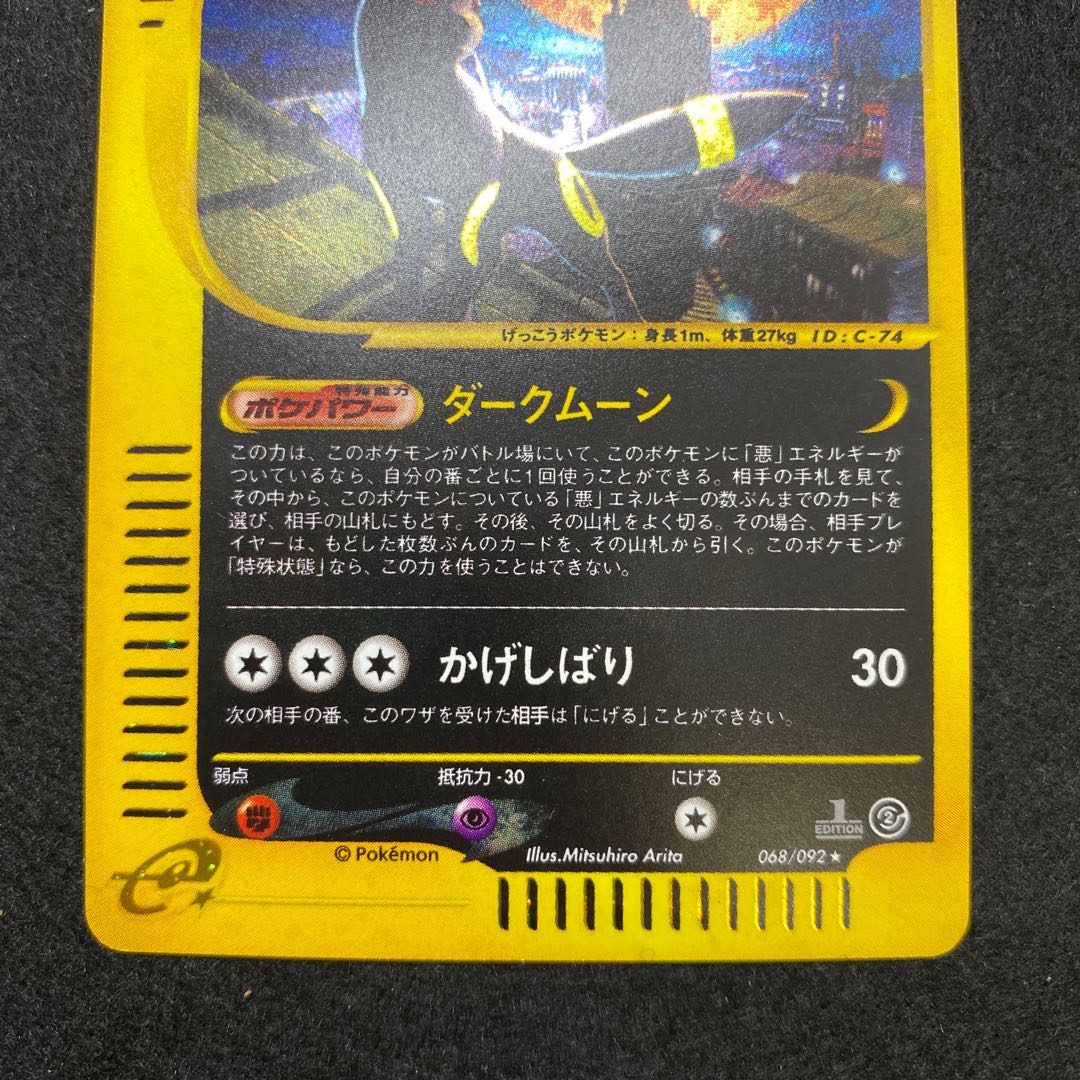 げっこうポケモン:身長1m、体重27kg ID:C-74
特殊能力
ポケパワー ダークムーン
この力は、このポケモンがバトル場にいて、このポケモンに「悪」エネルギーが
ついているなら、自分の番ごとに1回使うことができる。相手の手札を見て、
その中から、このポケモンについている「悪」エネルギーの数ぶんまでのカードを
選び、相手の山札にもどす。その後、その山札をよく切る。その場合、相手プレ
イヤーは、もどした枚数ぶんのカードを、その山札から引く。このポケモンが
「特殊状態」なら、この力を使うことはできない。
かげしばり 30
次の相手の番、このワザを受けた相手は「にげる」ことができない。
弱点 抵抗力 -30 にげる
1 EDITION 2
© Pokémon Illus.Mitsuhiro Arita 068/092★
e